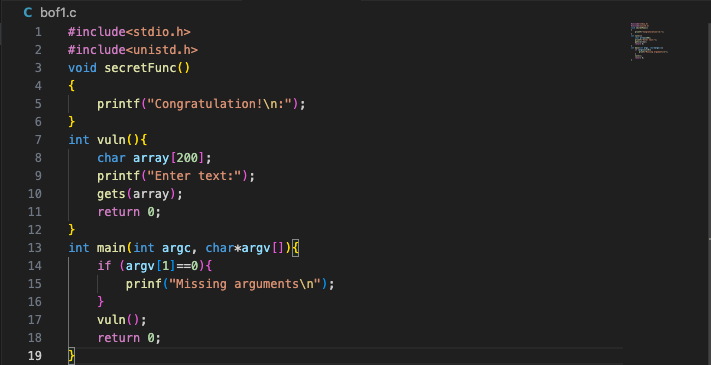 C bof1.c
1 #include<stdio.h>
2 #include<unistd.h>
3 void secretFunc()
4 {
5     printf("Congratulation!\n:");
6 }
7 int vuln(){
8     char array[200];
9     printf("Enter text:");
10     gets(array);
11     return 0;
12 }
13 int main(int argc, char*argv[]){
14     if (argv[1]==0){
15         prinf("Missing arguments\n");
16     }
17     vuln();
18     return 0;
19 }